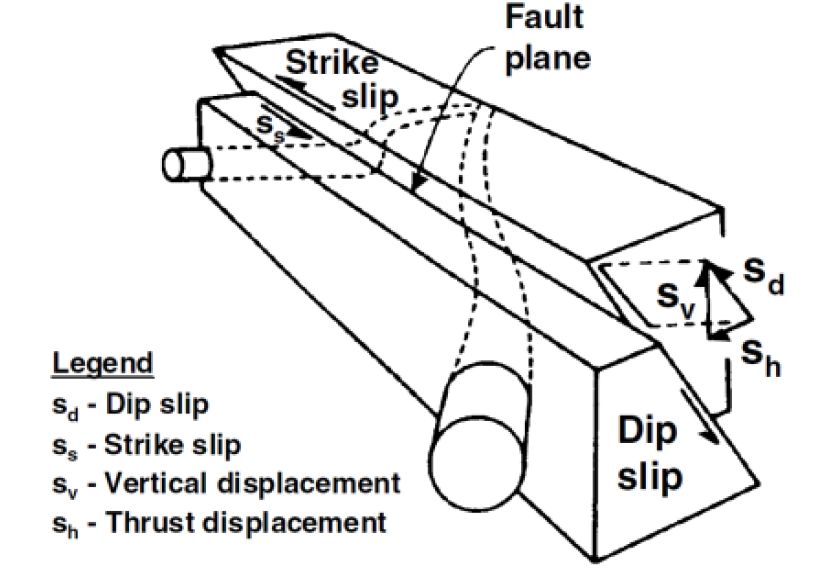 Fault
plane
Strike
slip
s_s
s_d
s_v
s_h
Dip
slip
Legend
s_d - Dip slip
s_s - Strike slip
s_v - Vertical displacement
s_h - Thrust displacement